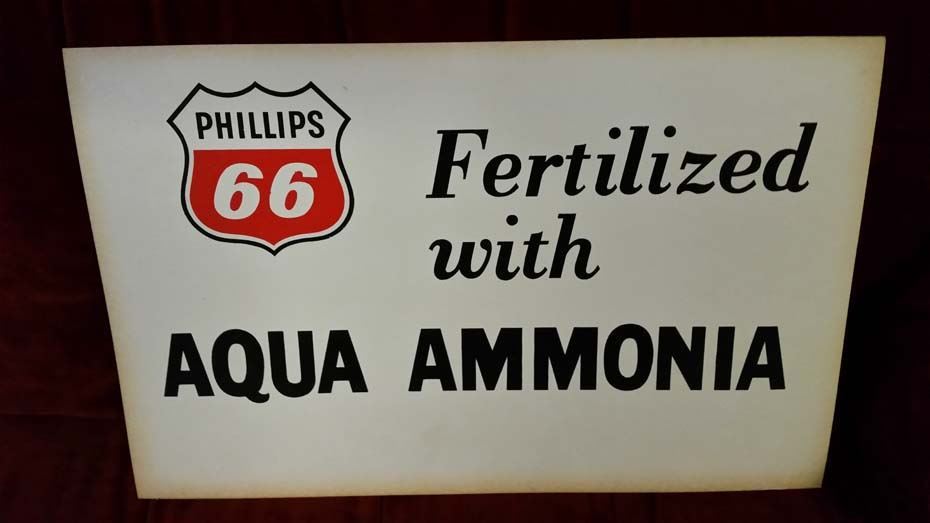 PHILLIPS
66
Fertilized
with
AQUA AMMONIA